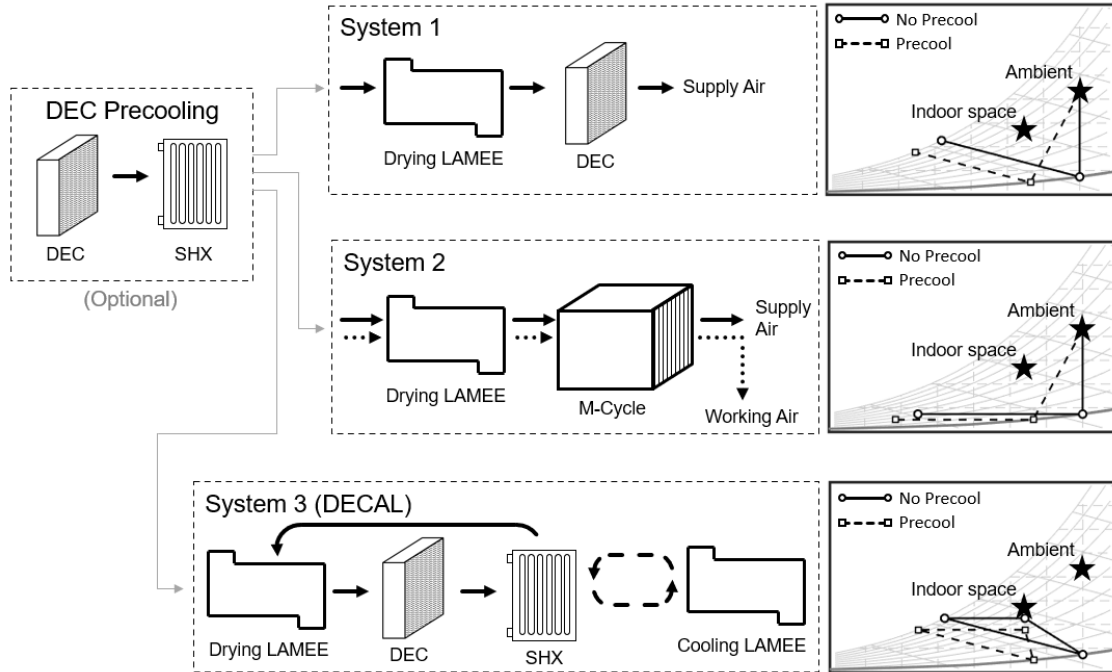 System 1
Supply Air
Drying LAMEE
DEC
No Precool
Precool
Ambient
Indoor space
DEC Precooling
DEC
SHX
(Optional)
System 2
Supply
Air
Drying LAMEE
M-Cycle
Working Air
No Precool
Precool
Ambient
Indoor space
System 3 (DECAL)
Drying LAMEE
DEC
SHX
Cooling LAMEE
No Precool
Precool
Ambient
Indoor space